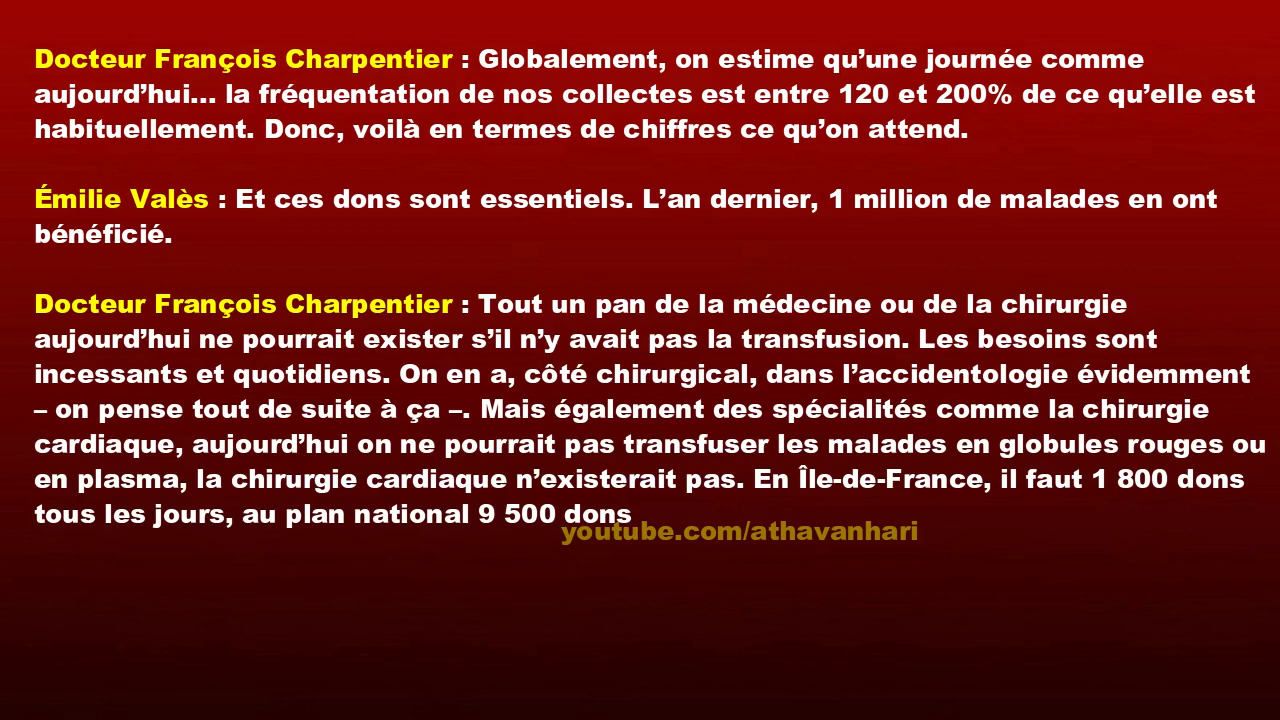 Docteur François Charpentier : Globalement, on estime qu’une journée comme
aujourd’hui... la fréquentation de nos collectes est entre 120 et 200% de ce qu’elle est
habituellement. Donc, voilà en termes de chiffres ce qu’on attend.
Émilie Valès : Et ces dons sont essentiels. L’an dernier, 1 million de malades en ont
bénéficié.
Docteur François Charpentier : Tout un pan de la médecine ou de la chirurgie
aujourd’hui ne pourrait exister s’il n’y avait pas la transfusion. Les besoins sont
incessants et quotidiens. On en a, côté chirurgical, dans l’accidentologie évidemment
– on pense tout de suite à ça –. Mais également des spécialités comme la chirurgie
cardiaque, aujourd’hui on ne pourrait pas transfuser les malades en globules rouges ou
en plasma, la chirurgie cardiaque n’existerait pas. En Île-de-France, il faut 1 800 dons
tous les jours, au plan national 9 500 dons
youtube.com/athavanhari